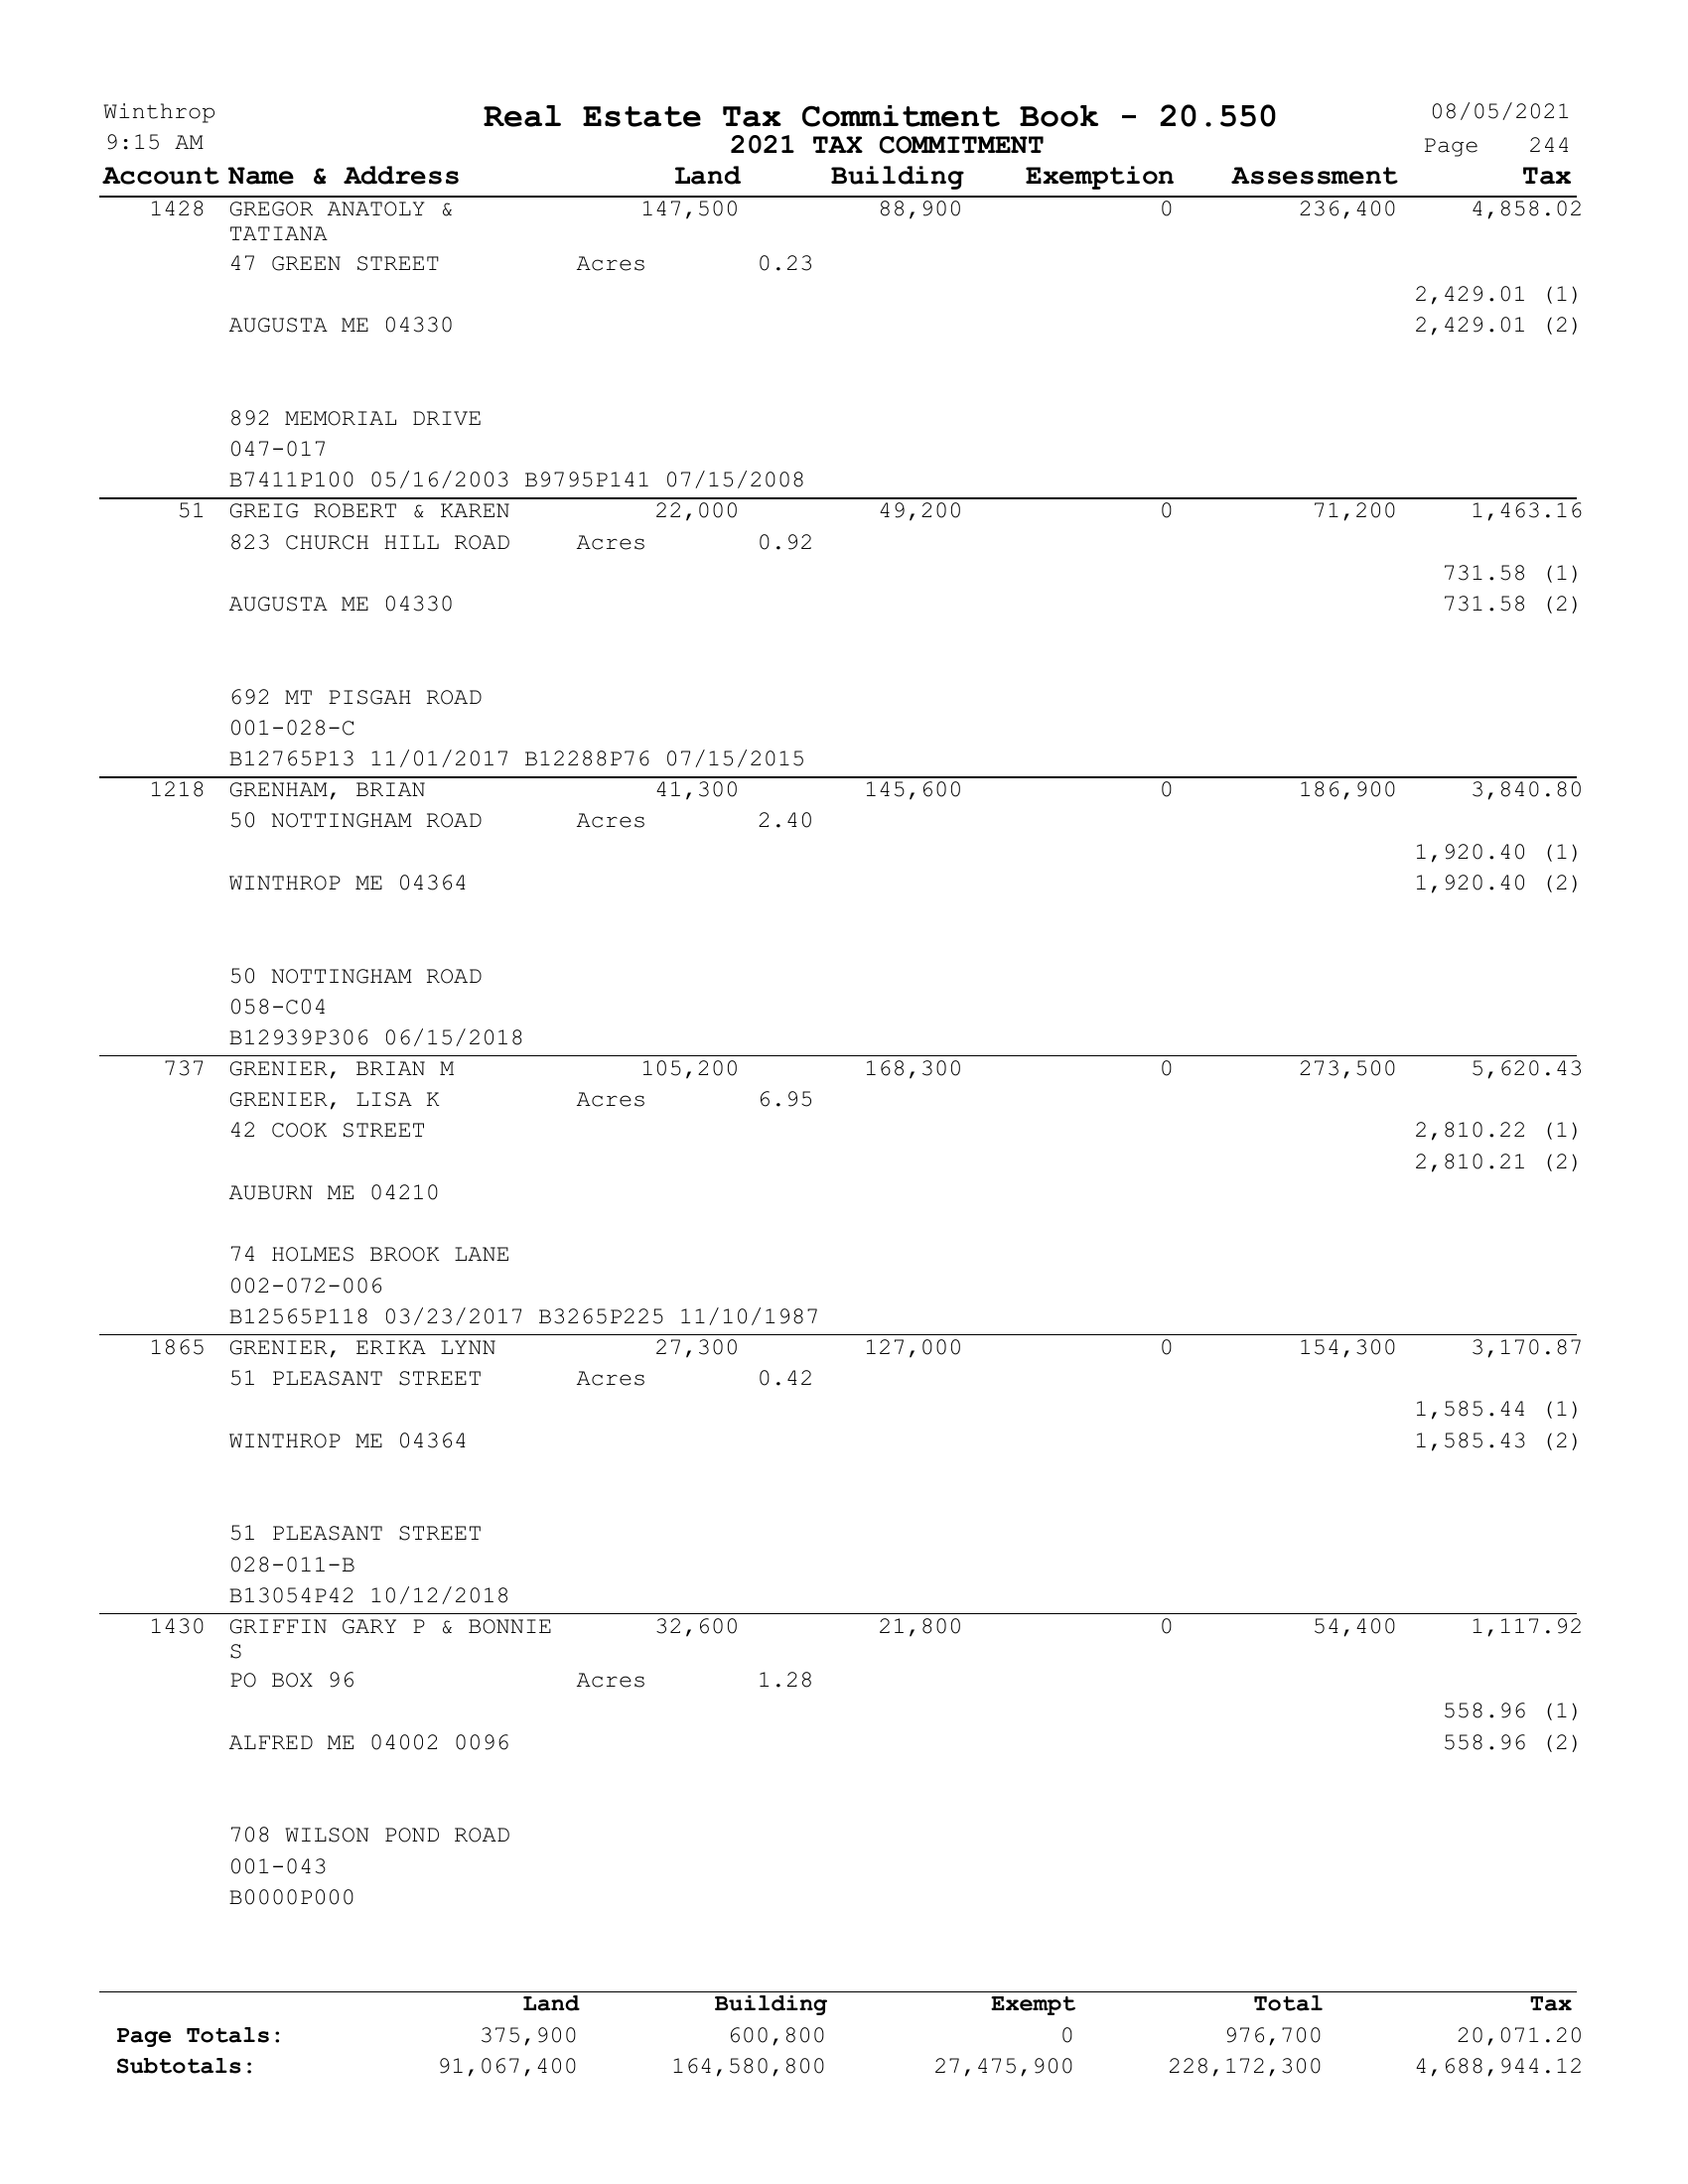 Winthrop Real Estate Tax Commitment Book - 20.550 08/05/2021
9:15 AM 2021 TAX COMMITMENT Page 244
Account Name & Address Land Building Exemption Assessment Tax
1428 GREGOR ANATOLY & 147,500 88,900 0 236,400 4,858.02
TATIANA
47 GREEN STREET Acres 0.23
2,429.01 (1)
AUGUSTA ME 04330 2,429.01 (2)
892 MEMORIAL DRIVE
047-017
B7411P100 05/16/2003 B9795P141 07/15/2008
51 GREIG ROBERT & KAREN 22,000 49,200 0 71,200 1,463.16
823 CHURCH HILL ROAD Acres 0.92
731.58 (1)
AUGUSTA ME 04330 731.58 (2)
692 MT PISGAH ROAD
001-028-C
B12765P13 11/01/2017 B12288P76 07/15/2015
1218 GRENHAM, BRIAN 41,300 145,600 0 186,900 3,840.80
50 NOTTINGHAM ROAD Acres 2.40
1,920.40 (1)
WINTHROP ME 04364 1,920.40 (2)
50 NOTTINGHAM ROAD
058-C04
B12939P306 06/15/2018
737 GRENIER, BRIAN M 105,200 168,300 0 273,500 5,620.43
GRENIER, LISA K Acres 6.95
42 COOK STREET 2,810.22 (1)
2,810.21 (2)
AUBURN ME 04210
74 HOLMES BROOK LANE
002-072-006
B12565P118 03/23/2017 B3265P225 11/10/1987
1865 GRENIER, ERIKA LYNN 27,300 127,000 0 154,300 3,170.87
51 PLEASANT STREET Acres 0.42
1,585.44 (1)
WINTHROP ME 04364 1,585.43 (2)
51 PLEASANT STREET
028-011-B
B13054P42 10/12/2018
1430 GRIFFIN GARY P & BONNIE 32,600 21,800 0 54,400 1,117.92
S
PO BOX 96 Acres 1.28
558.96 (1)
ALFRED ME 04002 0096 558.96 (2)
708 WILSON POND ROAD
001-043
B0000P000
Land Building Exempt Total Tax
Page Totals: 375,900 600,800 0 976,700 20,071.20
Subtotals: 91,067,400 164,580,800 27,475,900 228,172,300 4,688,944.12